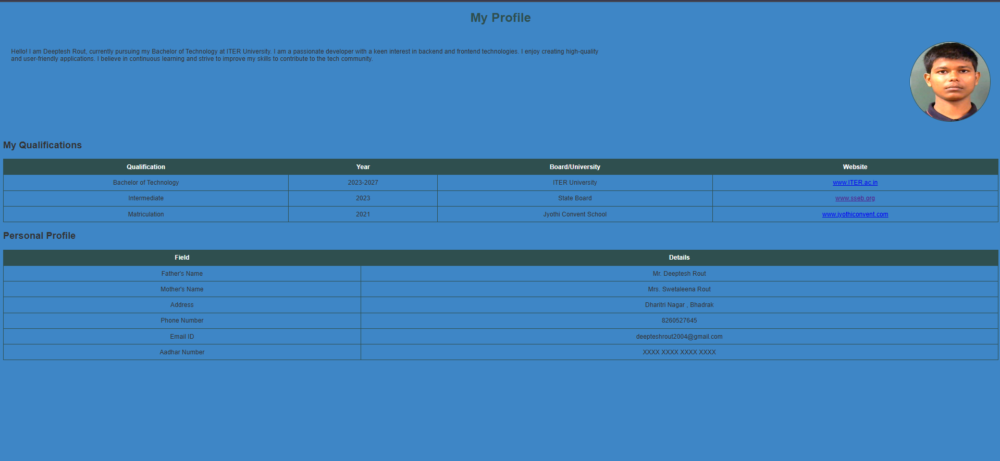 My Profile
Hello! I am Deeptesh Rout, currently pursuing my Bachelor of Technology at ITER University. I am a passionate developer with a keen interest in backend and frontend technologies. I enjoy creating high-quality
and user-friendly applications. I believe in continuous learning and strive to improve my skills to contribute to the tech community.
My Qualifications
Qualification Year Board/University Website
Bachelor of Technology 2023-2027 ITER University www.ITER.ac.in
Intermediate 2023 State Board www.sseb.org
Matriculation 2021 Jyothi Convent School www.jyothiconvent.com
Personal Profile
Field Details
Father's Name Mr. Deeptesh Rout
Mother's Name Mrs. Swetaleena Rout
Address Dharitri Nagar , Bhadrak
Phone Number 8260527645
Email ID deepteshrout2004@gmail.com
Aadhar Number XXXX XXXX XXXX XXXX